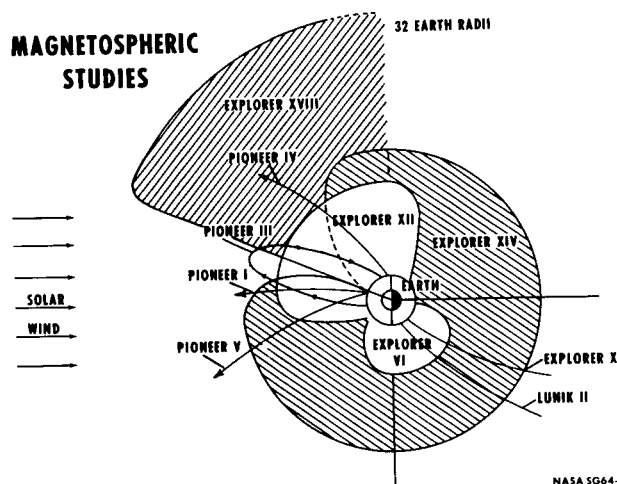 MAGNETOSPHERIC
STUDIES
32 EARTH RADII
EXPLORER XVIII
PIONEER IV
EXPLORER XII
PIONEER III
EXPLORER XIV
PIONEER I
EARTH
SOLAR
WIND
PIONEER V
EXPLORER
VI
EXPLORER X
LUNIK II
NASA SG64-